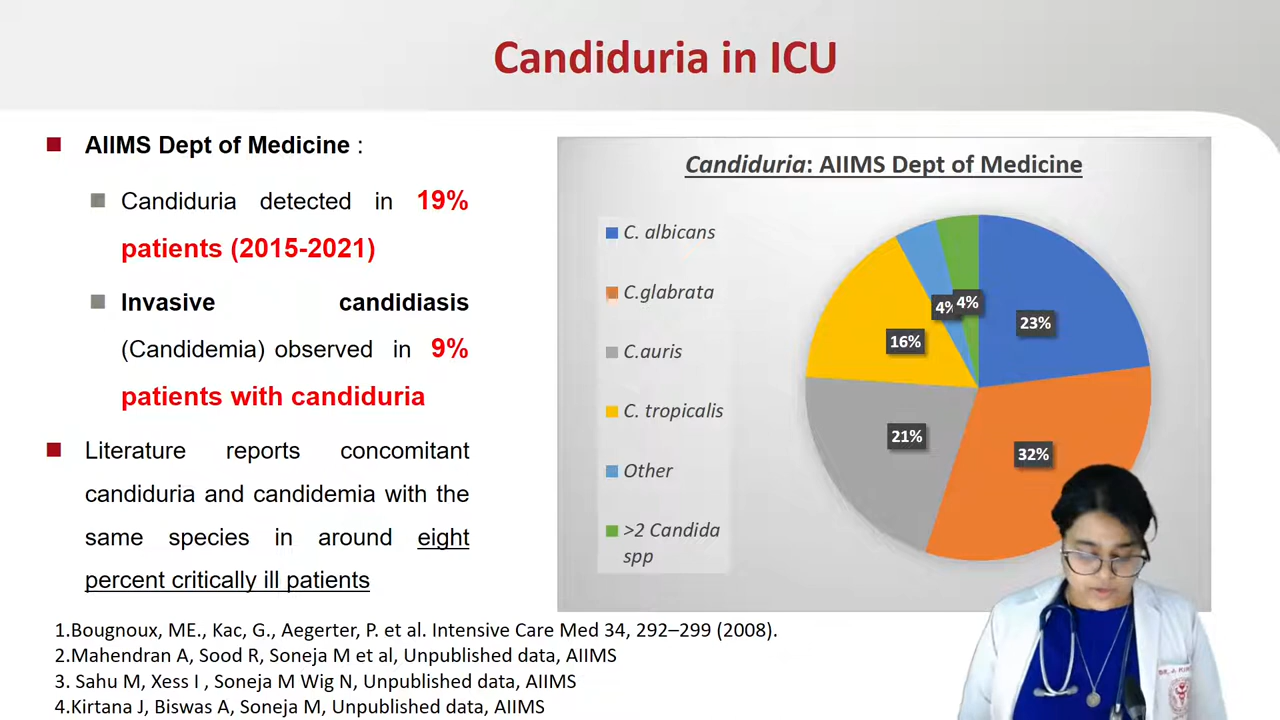 Candiduria in ICU
AIIMS Dept of Medicine :
Candiduria detected in 19%
patients (2015-2021)
Invasive candidiasis
(Candidemia) observed in 9%
patients with candiduria
Literature reports concomitant
candiduria and candidemia with the
same species in around eight
percent critically ill patients
Candiduria: AIIMS Dept of Medicine
C. albicans
C.glabrata
C.auris
C. tropicalis
Other
>2 Candida
spp
4%
4%
23%
16%
21%
32%
1.Bougnoux, ME., Kac, G., Aegerter, P. et al. Intensive Care Med 34, 292–299 (2008).
2.Mahendran A, Sood R, Soneja M et al, Unpublished data, AIIMS
3. Sahu M, Xess I , Soneja M Wig N, Unpublished data, AIIMS
4.Kirtana J, Biswas A, Soneja M, Unpublished data, AIIMS